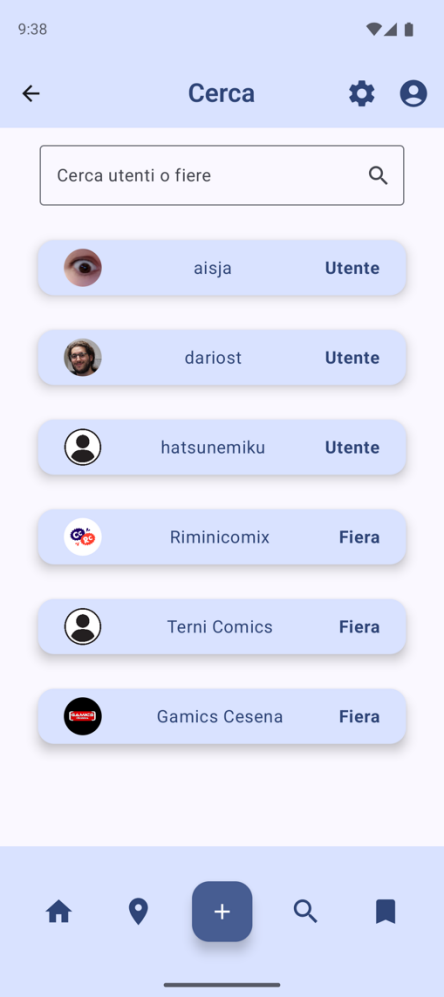 9:38
Cerca
Cerca utenti o fiere
aisja Utente
dariost Utente
hatsunemiku Utente
Riminicomix Fiera
Terni Comics Fiera
Gamics Cesena Fiera